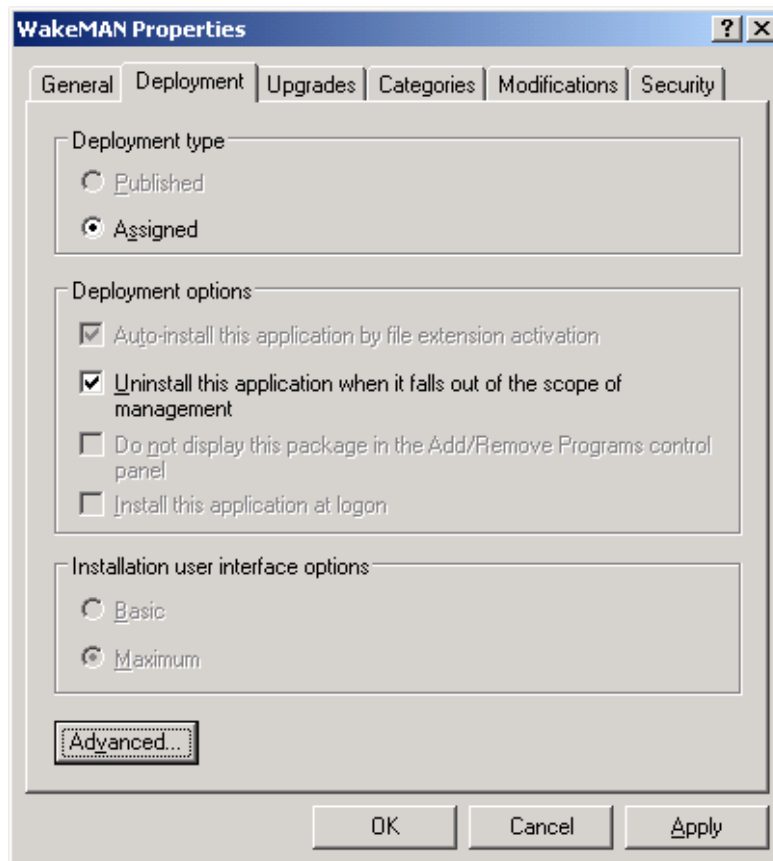 WakeMAN Properties
General Deployment Upgrades Categories Modifications Security
Deployment type
Published
Assigned
Deployment options
Auto-install this application by file extension activation
Uninstall this application when it falls out of the scope of
management
Do not display this package in the Add/Remove Programs control
panel
Install this application at logon
Installation user interface options
Basic
Maximum
Advanced...
OK Cancel Apply